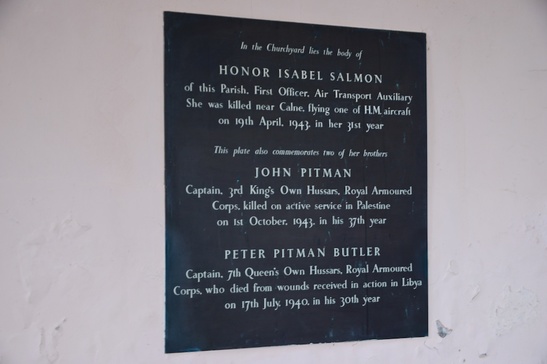 In the Churchyard lies the body of
HONOR ISABEL SALMON
of this Parish, First Officer, Air Transport Auxiliary
She was killed near Calne, flying one of H.M. aircraft
on 19th April, 1943, in her 31st year
This plate also commemorates two of her brothers
JOHN PITMAN
Captain, 3rd King's Own Hussars, Royal Armoured
Corps, killed on active service in Palestine
on 1st October, 1943, in his 37th year
PETER PITMAN BUTLER
Captain, 7th Queen's Own Hussars, Royal Armoured
Corps, who died from wounds received in action in Libya
on 17th July, 1940, in his 30th year